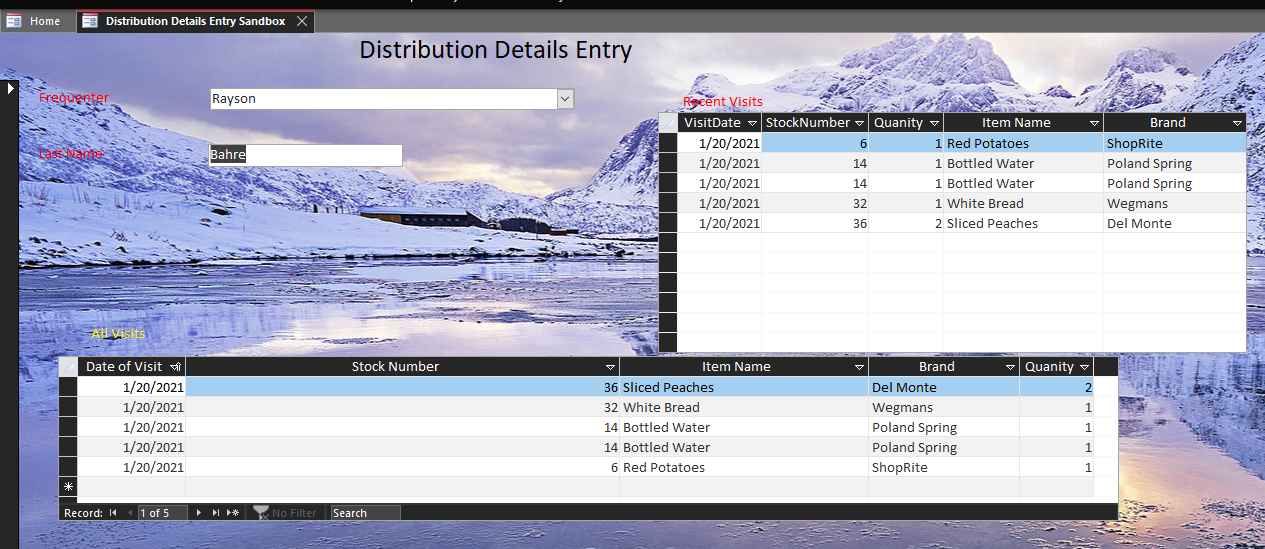 Home Distribution Details Entry Sandbox
Distribution Details Entry
Frequenter Rayson
Recent Visits
VisitDate StockNumber Quanity Item Name Brand
1/20/2021 6 1 Red Potatoes ShopRite
1/20/2021 14 1 Bottled Water Poland Spring
1/20/2021 14 1 Bottled Water Poland Spring
1/20/2021 32 1 White Bread Wegmans
1/20/2021 36 2 Sliced Peaches Del Monte
Last Name Bahre
All Visits
Date of Visit Stock Number Item Name Brand Quanity
1/20/2021 36 Sliced Peaches Del Monte 2
1/20/2021 32 White Bread Wegmans 1
1/20/2021 14 Bottled Water Poland Spring 1
1/20/2021 14 Bottled Water Poland Spring 1
1/20/2021 6 Red Potatoes ShopRite 1
Record: 1 of 5 No Filter Search